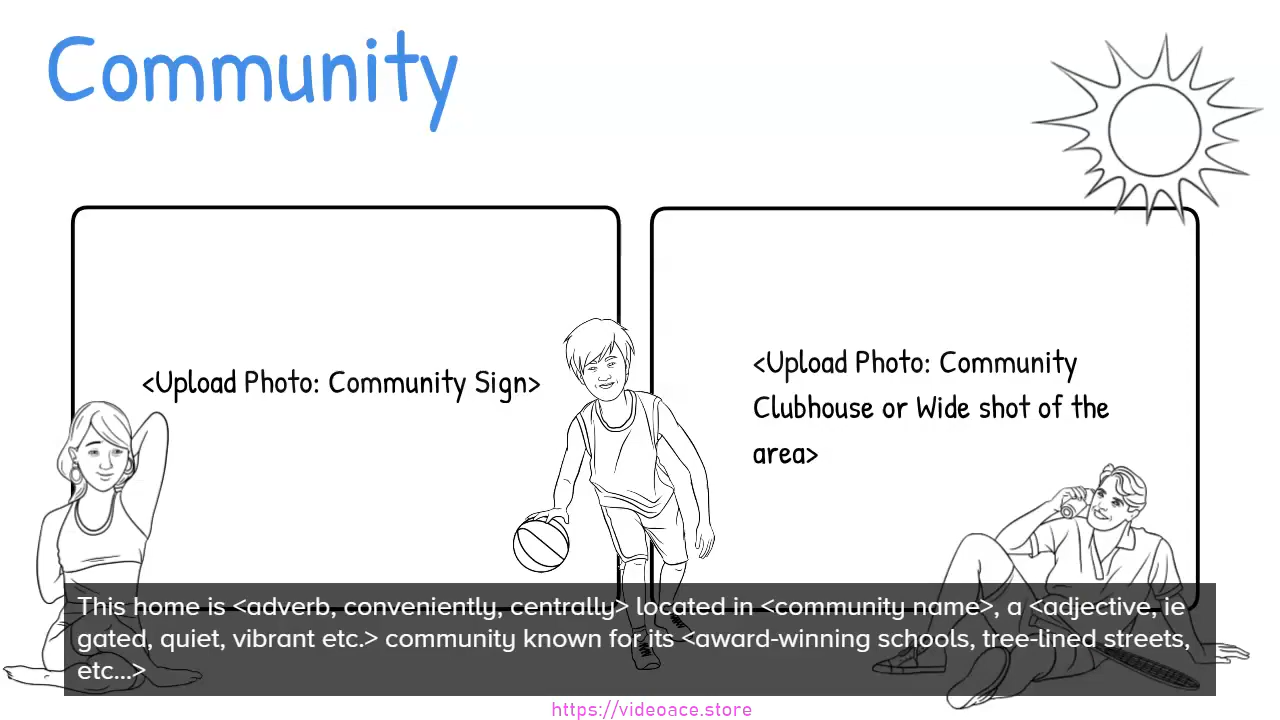 Community
<Upload Photo: Community Sign>
<Upload Photo: Community
Clubhouse or Wide shot of the
area>
This home is <adverb, conveniently, centrally> located in <community name>, a <adjective, ie
gated, quiet, vibrant etc.> community known for its <award-winning schools, tree-lined streets,
etc...>
https://videoace.store